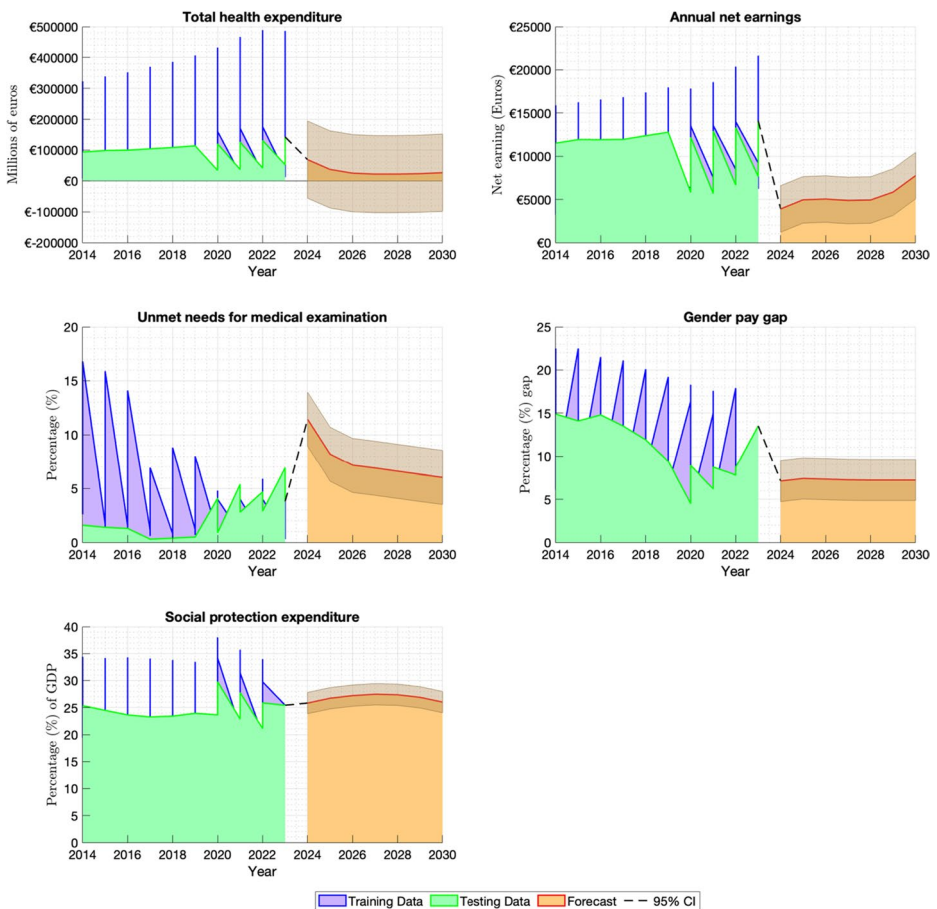 Total health expenditure
€500000
€400000
€300000
€200000
€100000
€0
€-100000
€-200000
Millions of euros
2014 2016 2018 2020 2022 2024 2026 2028 2030
Year
Annual net earnings
€25000
€20000
€15000
€10000
€5000
€0
Net earning (Euros)
2014 2016 2018 2020 2022 2024 2026 2028 2030
Year
Unmet needs for medical examination
20
15
10
5
0
Percentage (%)
2014 2016 2018 2020 2022 2024 2026 2028 2030
Year
Gender pay gap
25
20
15
10
5
0
Percentage (%) gap
2014 2016 2018 2020 2022 2024 2026 2028 2030
Year
Social protection expenditure
40
35
30
25
20
15
10
5
0
Percentage (%) of GDP
2014 2016 2018 2020 2022 2024 2026 2028 2030
Year
Training Data Testing Data Forecast 95% CI